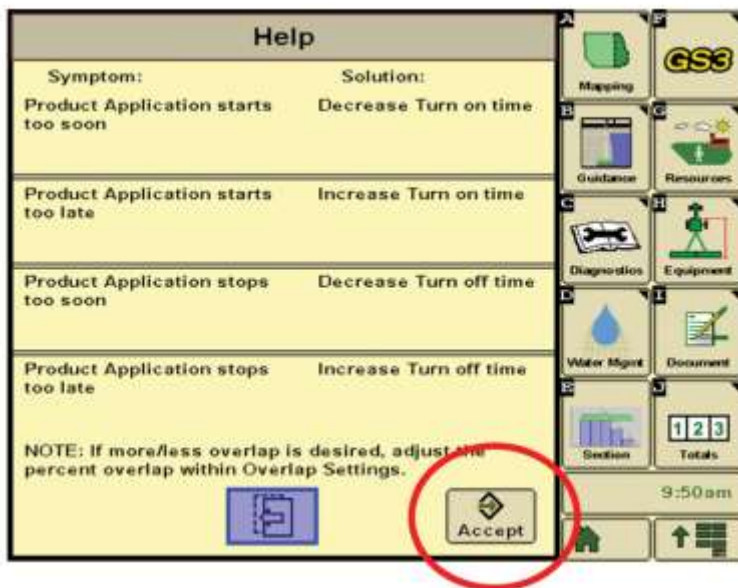 Help
Symptom: Solution:
Product Application starts Decrease Turn on time
too soon
Product Application starts Increase Turn on time
too late
Product Application stops Decrease Turn off time
too soon
Product Application stops Increase Turn off time
too late
NOTE: If more/less overlap is desired, adjust the
percent overlap within Overlap Settings.
Accept
A
Mapping
F
GS3
B
Guidance
G
Resources
C
Diagnostics
H
Equipment
D
Water Mgmt
I
Document
E
Section
J
1 2 3
Totals
9:50am